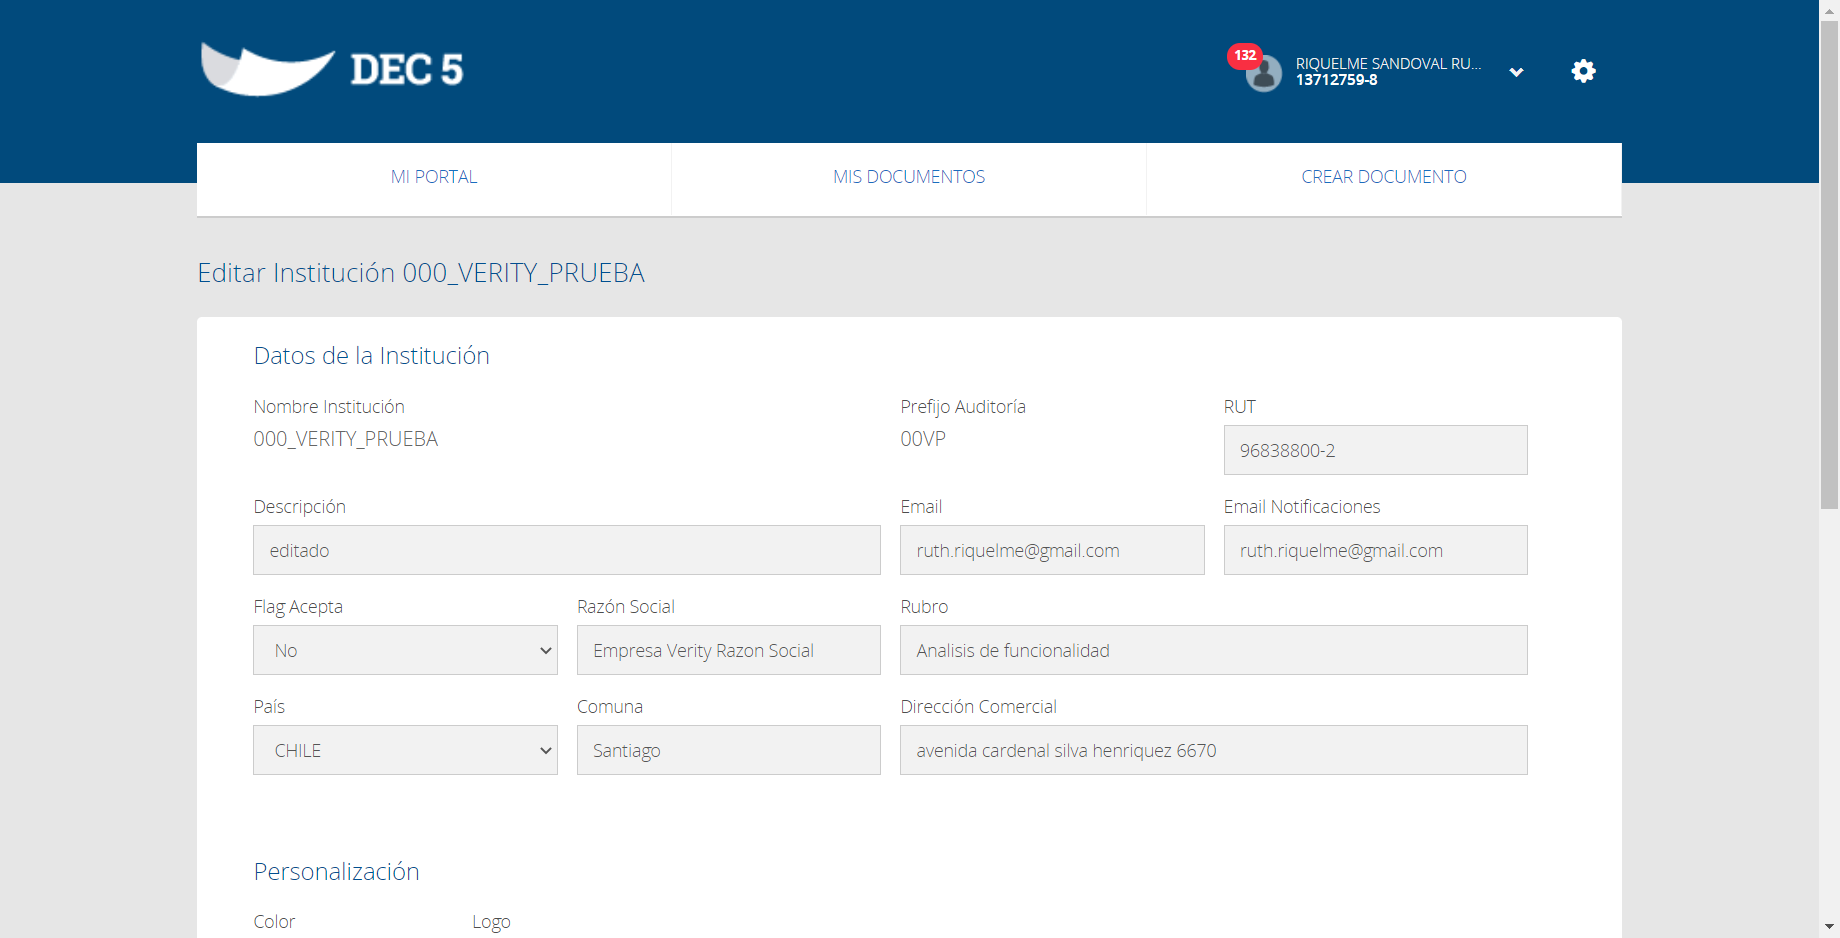 DEC 5
132
RIQUELME SANDOVAL RU...
13712759-8
MI PORTAL
MIS DOCUMENTOS
CREAR DOCUMENTO
Editar Institución 000_VERITY_PRUEBA
Datos de la Institución
Nombre Institución
Prefijo Auditoría
RUT
000_VERITY_PRUEBA
00VP
96838800-2
Descripción
Email
Email Notificaciones
editado
ruth.riquelme@gmail.com
ruth.riquelme@gmail.com
Flag Acepta
Razón Social
Rubro
No
Empresa Verity Razon Social
Analisis de funcionalidad
País
Comuna
Dirección Comercial
CHILE
Santiago
avenida cardenal silva henriquez 6670
Personalización
Color
Logo